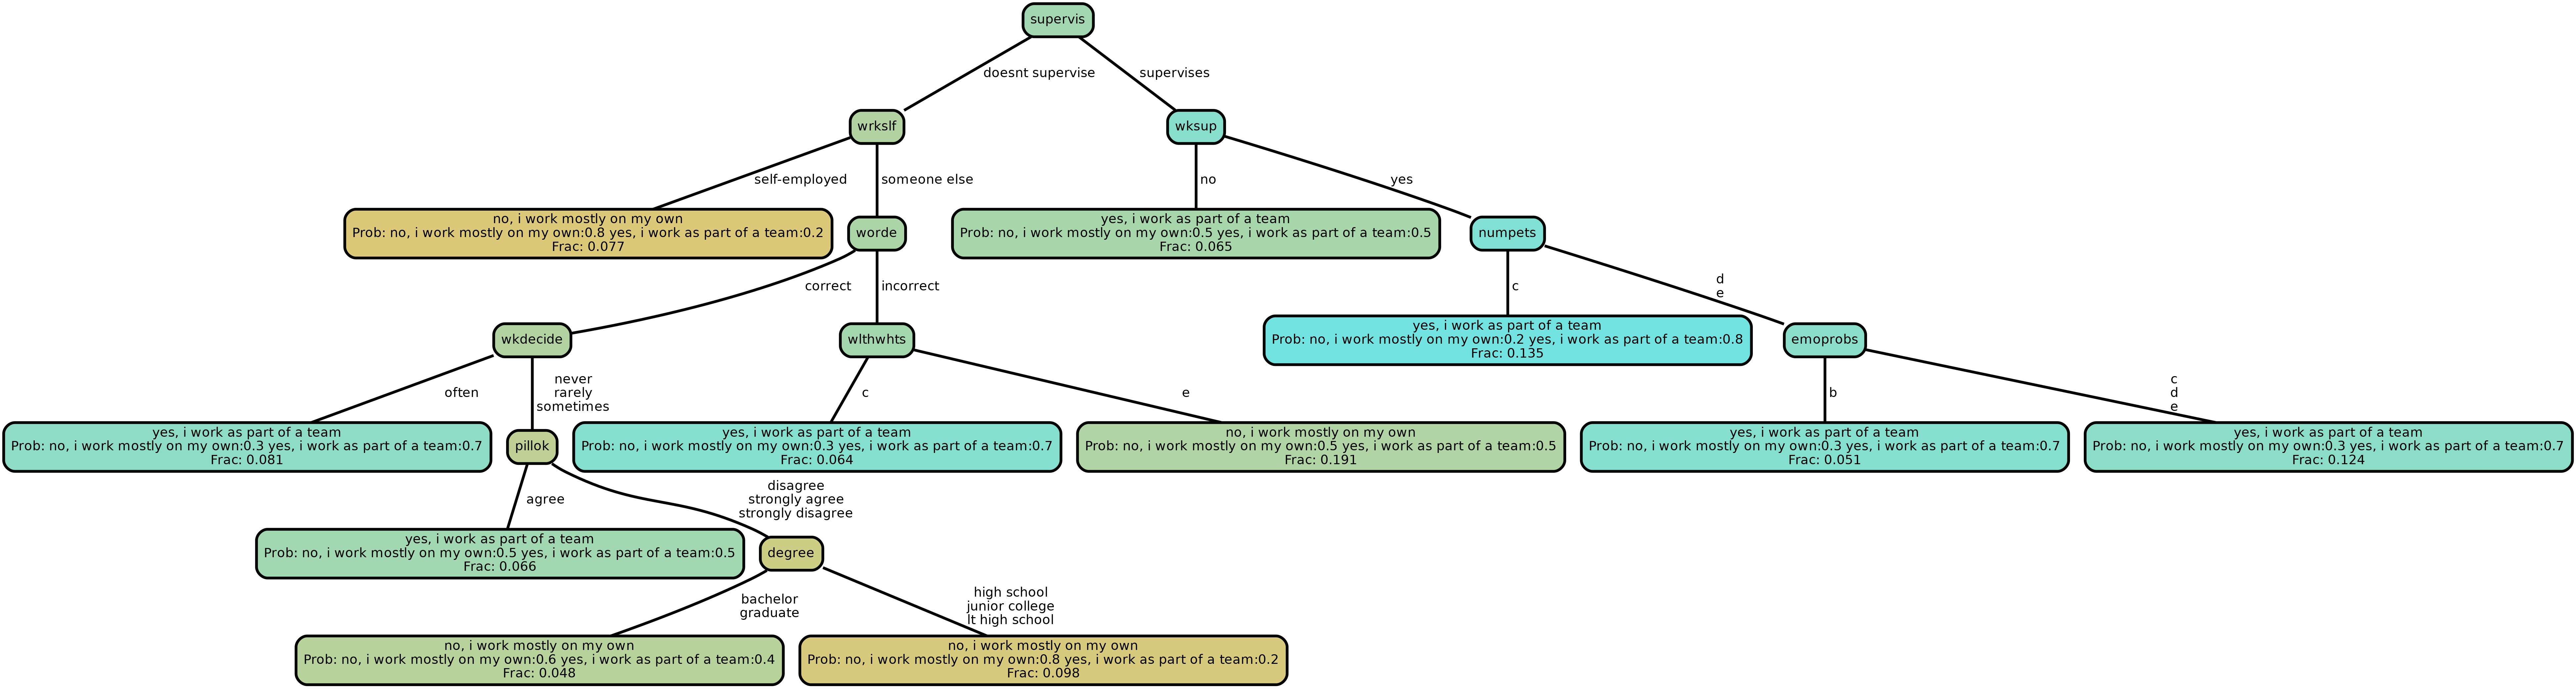 supervis
doesnt supervise
supervises
wrkslf
wksup
self-employed
someone else
no
yes
no, i work mostly on my own
Prob: no, i work mostly on my own:0.8 yes, i work as part of a team:0.2
Frac: 0.077
worde
yes, i work as part of a team
Prob: no, i work mostly on my own:0.5 yes, i work as part of a team:0.5
Frac: 0.065
numpets
correct
incorrect
c
d
e
wkdecide
wlthwhts
yes, i work as part of a team
Prob: no, i work mostly on my own:0.2 yes, i work as part of a team:0.8
Frac: 0.135
emoprobs
often
never
rarely
sometimes
c
e
b
c
d
e
yes, i work as part of a team
Prob: no, i work mostly on my own:0.3 yes, i work as part of a team:0.7
Frac: 0.081
pillok
yes, i work as part of a team
Prob: no, i work mostly on my own:0.3 yes, i work as part of a team:0.7
Frac: 0.064
no, i work mostly on my own
Prob: no, i work mostly on my own:0.5 yes, i work as part of a team:0.5
Frac: 0.191
yes, i work as part of a team
Prob: no, i work mostly on my own:0.3 yes, i work as part of a team:0.7
Frac: 0.051
yes, i work as part of a team
Prob: no, i work mostly on my own:0.3 yes, i work as part of a team:0.7
Frac: 0.124
agree
disagree
strongly agree
strongly disagree
yes, i work as part of a team
Prob: no, i work mostly on my own:0.5 yes, i work as part of a team:0.5
Frac: 0.066
degree
bachelor
graduate
high school
junior college
lt high school
no, i work mostly on my own
Prob: no, i work mostly on my own:0.6 yes, i work as part of a team:0.4
Frac: 0.048
no, i work mostly on my own
Prob: no, i work mostly on my own:0.8 yes, i work as part of a team:0.2
Frac: 0.098